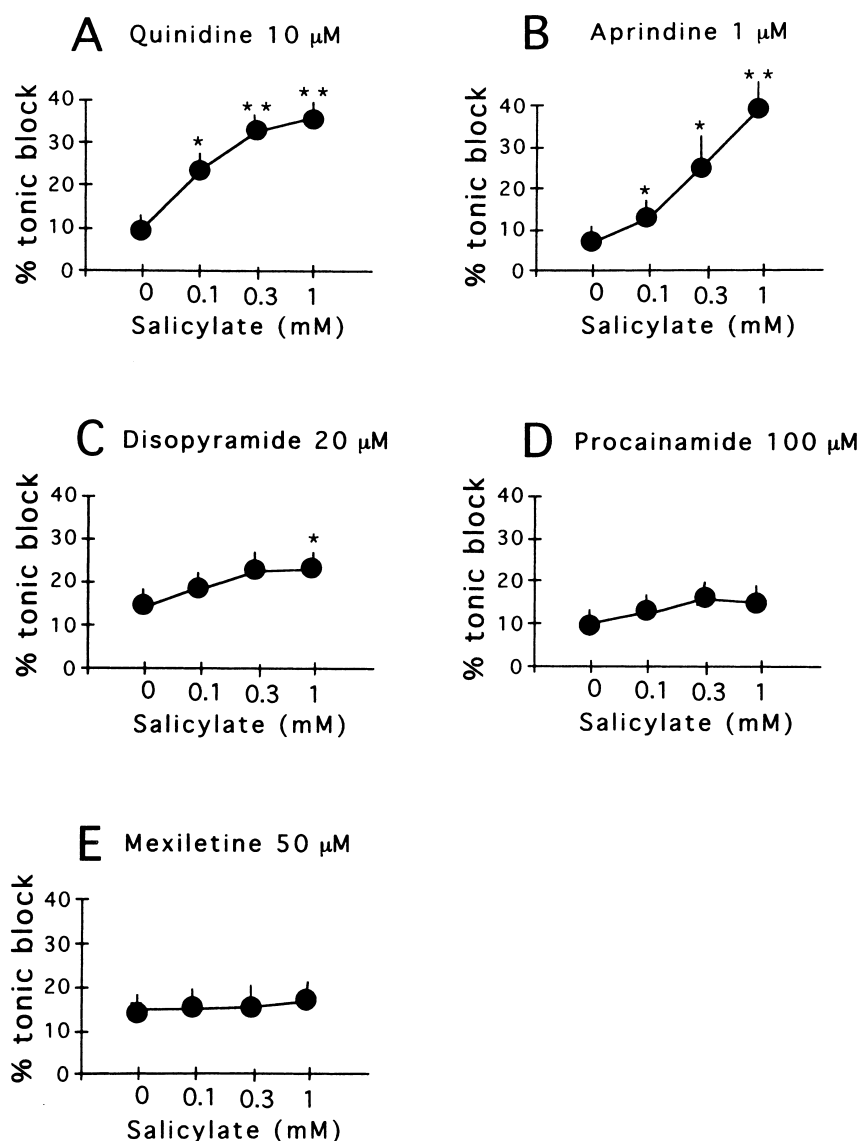 A Quinidine 10 µM
% tonic block
40
30
20
10
0
* ** **
0 0.1 0.3 1
Salicylate (mM)
B Aprindine 1 µM
% tonic block
40
30
20
10
0
* * **
0 0.1 0.3 1
Salicylate (mM)
C Disopyramide 20 µM
% tonic block
40
30
20
10
0
*
0 0.1 0.3 1
Salicylate (mM)
D Procainamide 100 µM
% tonic block
40
30
20
10
0
0 0.1 0.3 1
Salicylate (mM)
E Mexiletine 50 µM
% tonic block
40
30
20
10
0
0 0.1 0.3 1
Salicylate (mM)